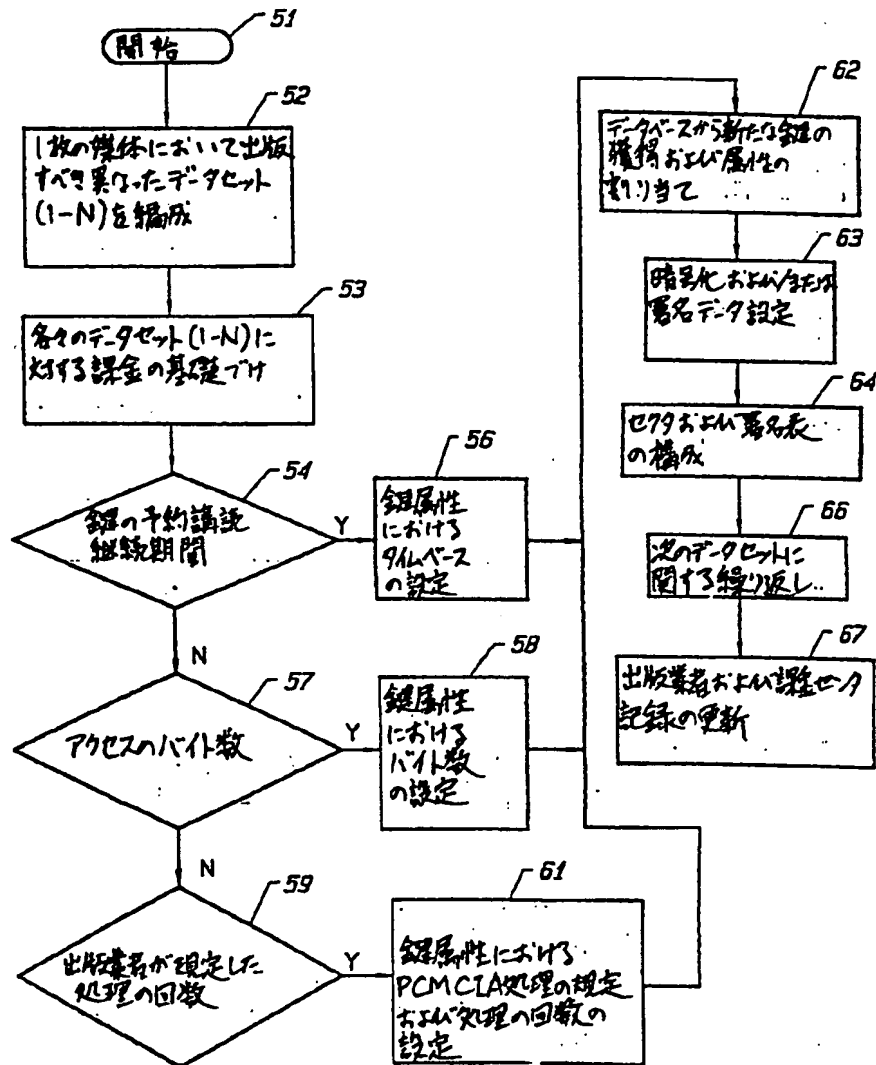 51
開始
52
1枚の媒体において出版
すべき異なったデータセット
(1-N)を編成
53
各々のデータセット(1-N)に
対する課金の基礎づけ
54
鍵の予約購読
継続期間
Y
56
鍵属性
における
タイムベース
の設定
N
57
アクセスのバイト数
Y
58
鍵属性
における
バイト数
の設定
N
59
出版業者が規定した
処理の回数
Y
61
鍵属性における
PCMCIA処理の規定
および処理の回数の
設定
62
データベースから新たな鍵の
獲得および属性の
割り当て
63
暗号化および/または
署名データ設定
64
セクタおよび署名表
の構成
66
次のデータセットに
関する繰り返し
67
出版業者および課金センタ
記録の更新